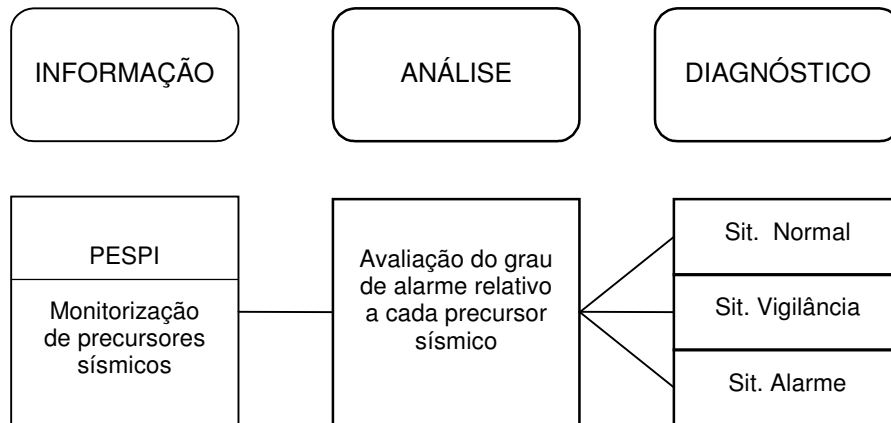 INFORMAÇÃO
ANÁLISE
DIAGNÓSTICO
PESPI
Monitorização
de precursores
sísmicos
Avaliação do grau
de alarme relativo
a cada precursor
sísmico
Sit. Normal
Sit. Vigilância
Sit. Alarme